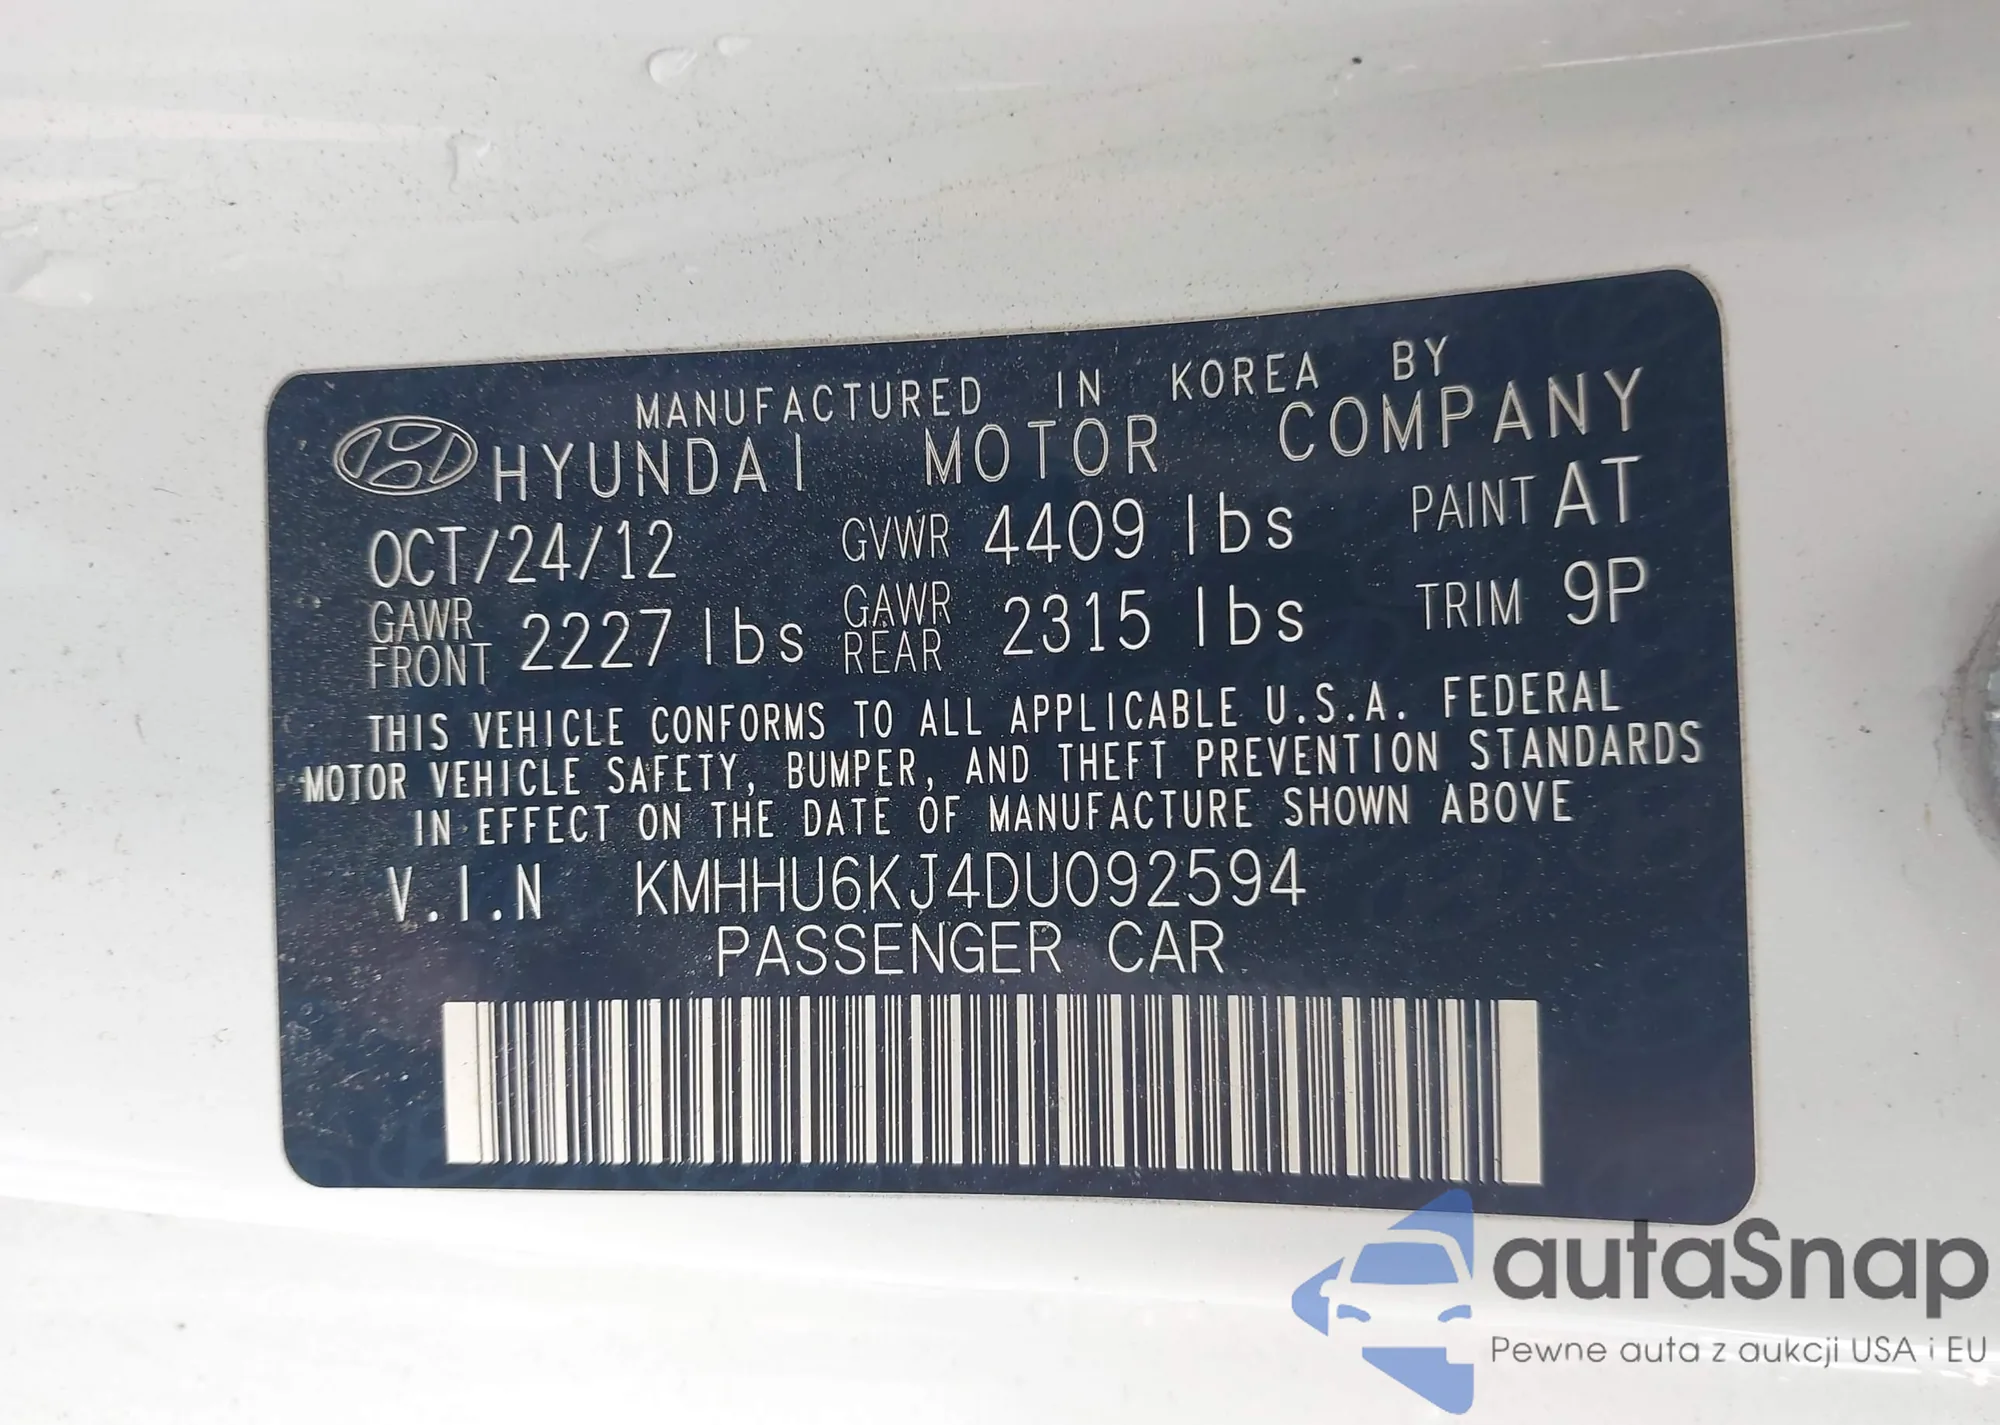 MANUFACTURED IN KOREA BY
HYUNDAI MOTOR COMPANY
OCT/24/12 GVWR 4409 lbs PAINT AT
GAWR FRONT 2227 lbs GAWR REAR 2315 lbs TRIM 9P
THIS VEHICLE CONFORMS TO ALL APPLICABLE U.S.A. FEDERAL
MOTOR VEHICLE SAFETY, BUMPER, AND THEFT PREVENTION STANDARDS
IN EFFECT ON THE DATE OF MANUFACTURE SHOWN ABOVE
V.I.N KMHHU6KJ4DU092594
PASSENGER CAR
autaSnap
Pewne auta z aukcji USA i EU